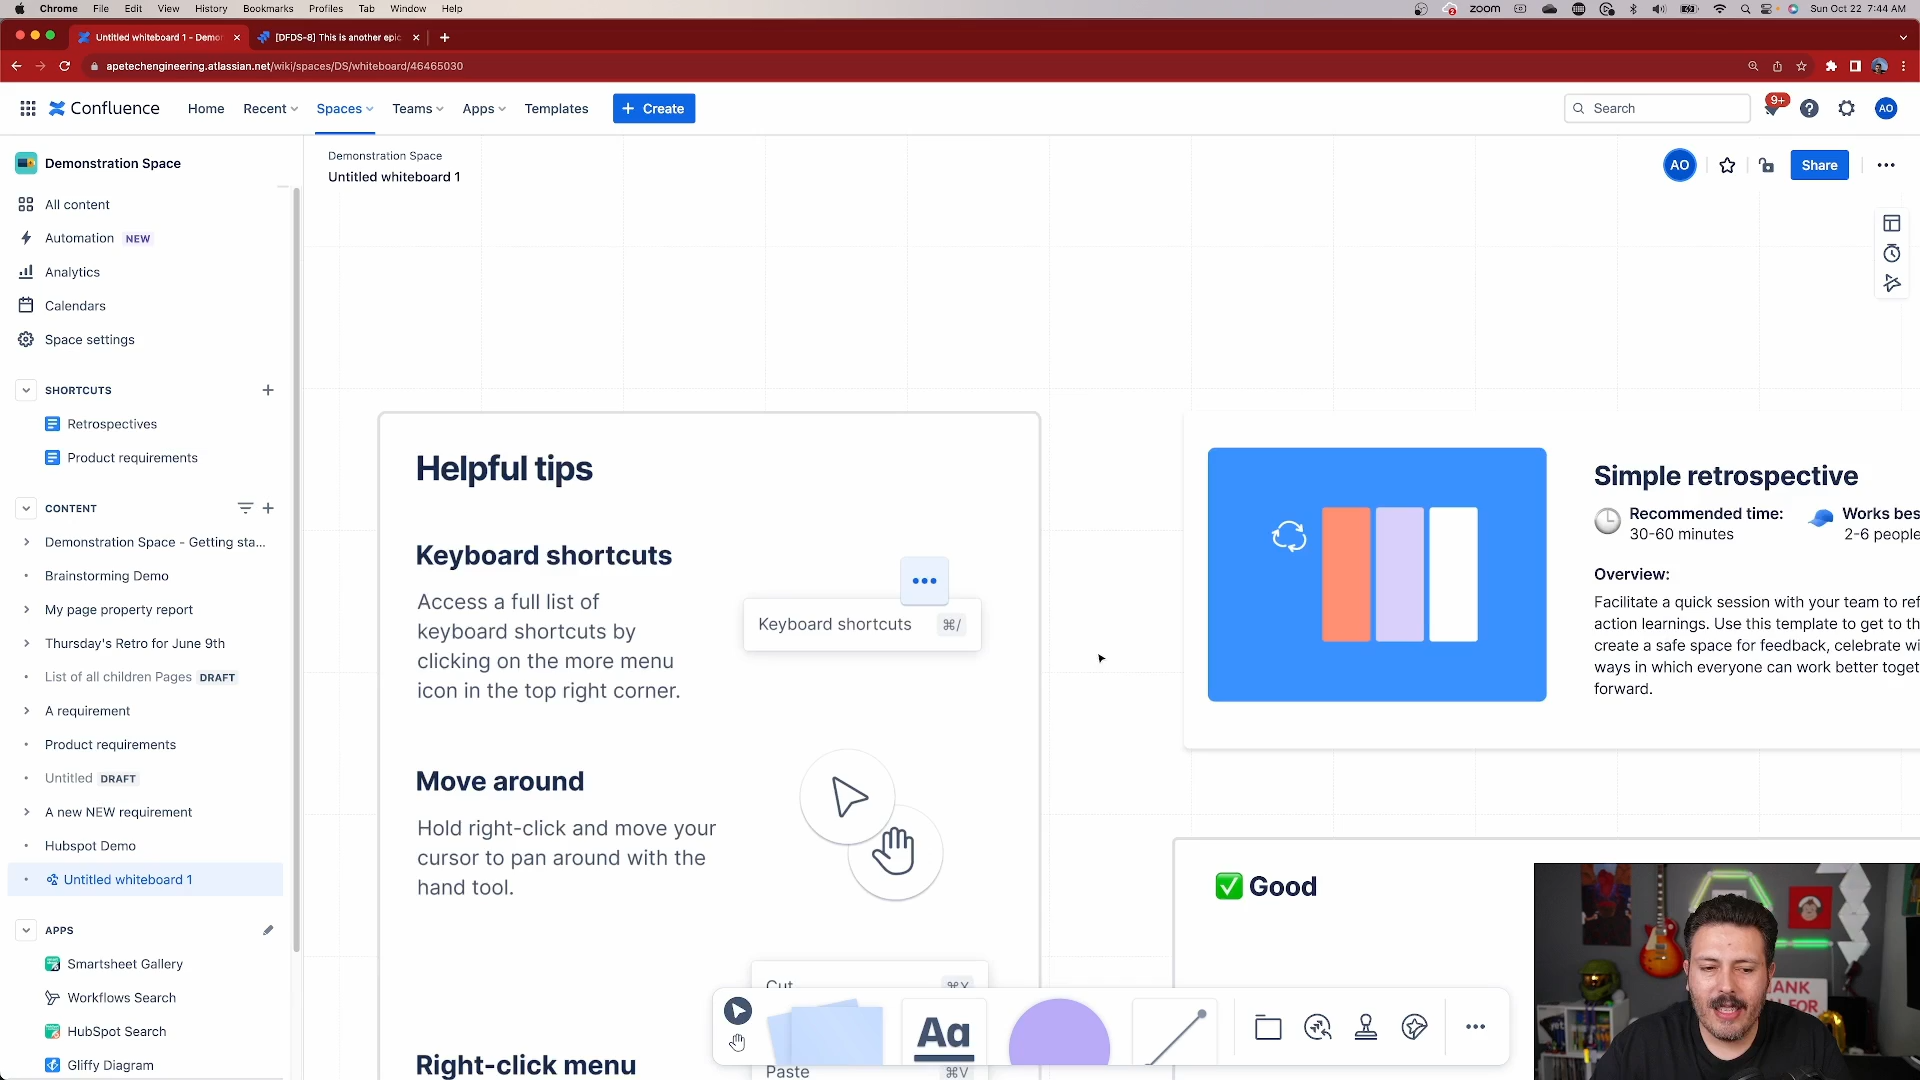 Chrome File Edit View History Bookmarks Profiles Tab Window Help
zoom Sun Oct 22 7:44 AM
Untitled whiteboard 1 - Demon
[DFDS-8] This is another epic
apetechengineering.atlassian.net/wiki/spaces/DS/whiteboard/46465030
Confluence Home Recent Spaces Teams Apps Templates + Create
Search
9+
AO
Demonstration Space
All content
Automation NEW
Analytics
Calendars
Space settings
SHORTCUTS
Retrospectives
Product requirements
CONTENT
Demonstration Space - Getting sta...
Brainstorming Demo
My page property report
Thursday's Retro for June 9th
List of all children Pages DRAFT
A requirement
Product requirements
Untitled DRAFT
A new NEW requirement
Hubspot Demo
Untitled whiteboard 1
APPS
Smartsheet Gallery
Workflows Search
HubSpot Search
Gliffy Diagram
Demonstration Space
Untitled whiteboard 1
AO
Share
Helpful tips
Keyboard shortcuts
Access a full list of
keyboard shortcuts by
clicking on the more menu
icon in the top right corner.
Keyboard shortcuts ⌘/
Move around
Hold right-click and move your
cursor to pan around with the
hand tool.
Right-click menu
Cut ⌘X
Paste ⌘V
Aa
Simple retrospective
Recommended time:
30-60 minutes
Works bes
2-6 people
Overview:
Facilitate a quick session with your team to ref
action learnings. Use this template to get to th
create a safe space for feedback, celebrate wi
ways in which everyone can work better toget
forward.
✅ Good